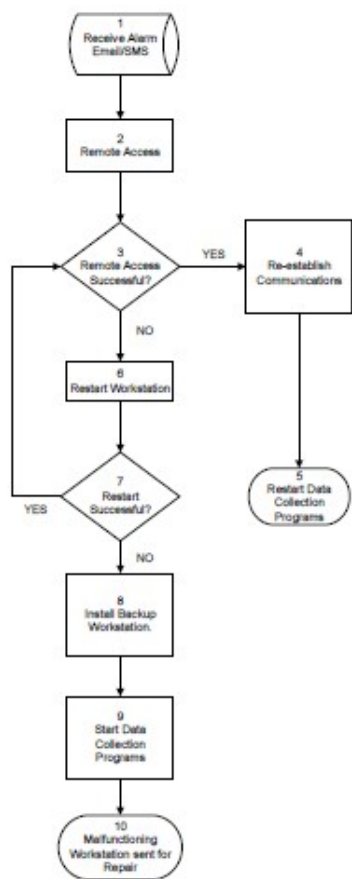 1
Receive Alarm
Email/SMS
2
Remote Access
3
Remote Access
Successful?
YES
4
Re-establish
Communications
NO
5
Restart Data
Collection
Programs
6
Restart Workstation
7
Restart
Successful?
YES
NO
8
Install Backup
Workstation.
9
Start Data
Collection
Programs
10
Malfunctioning
Workstation sent for
Repair